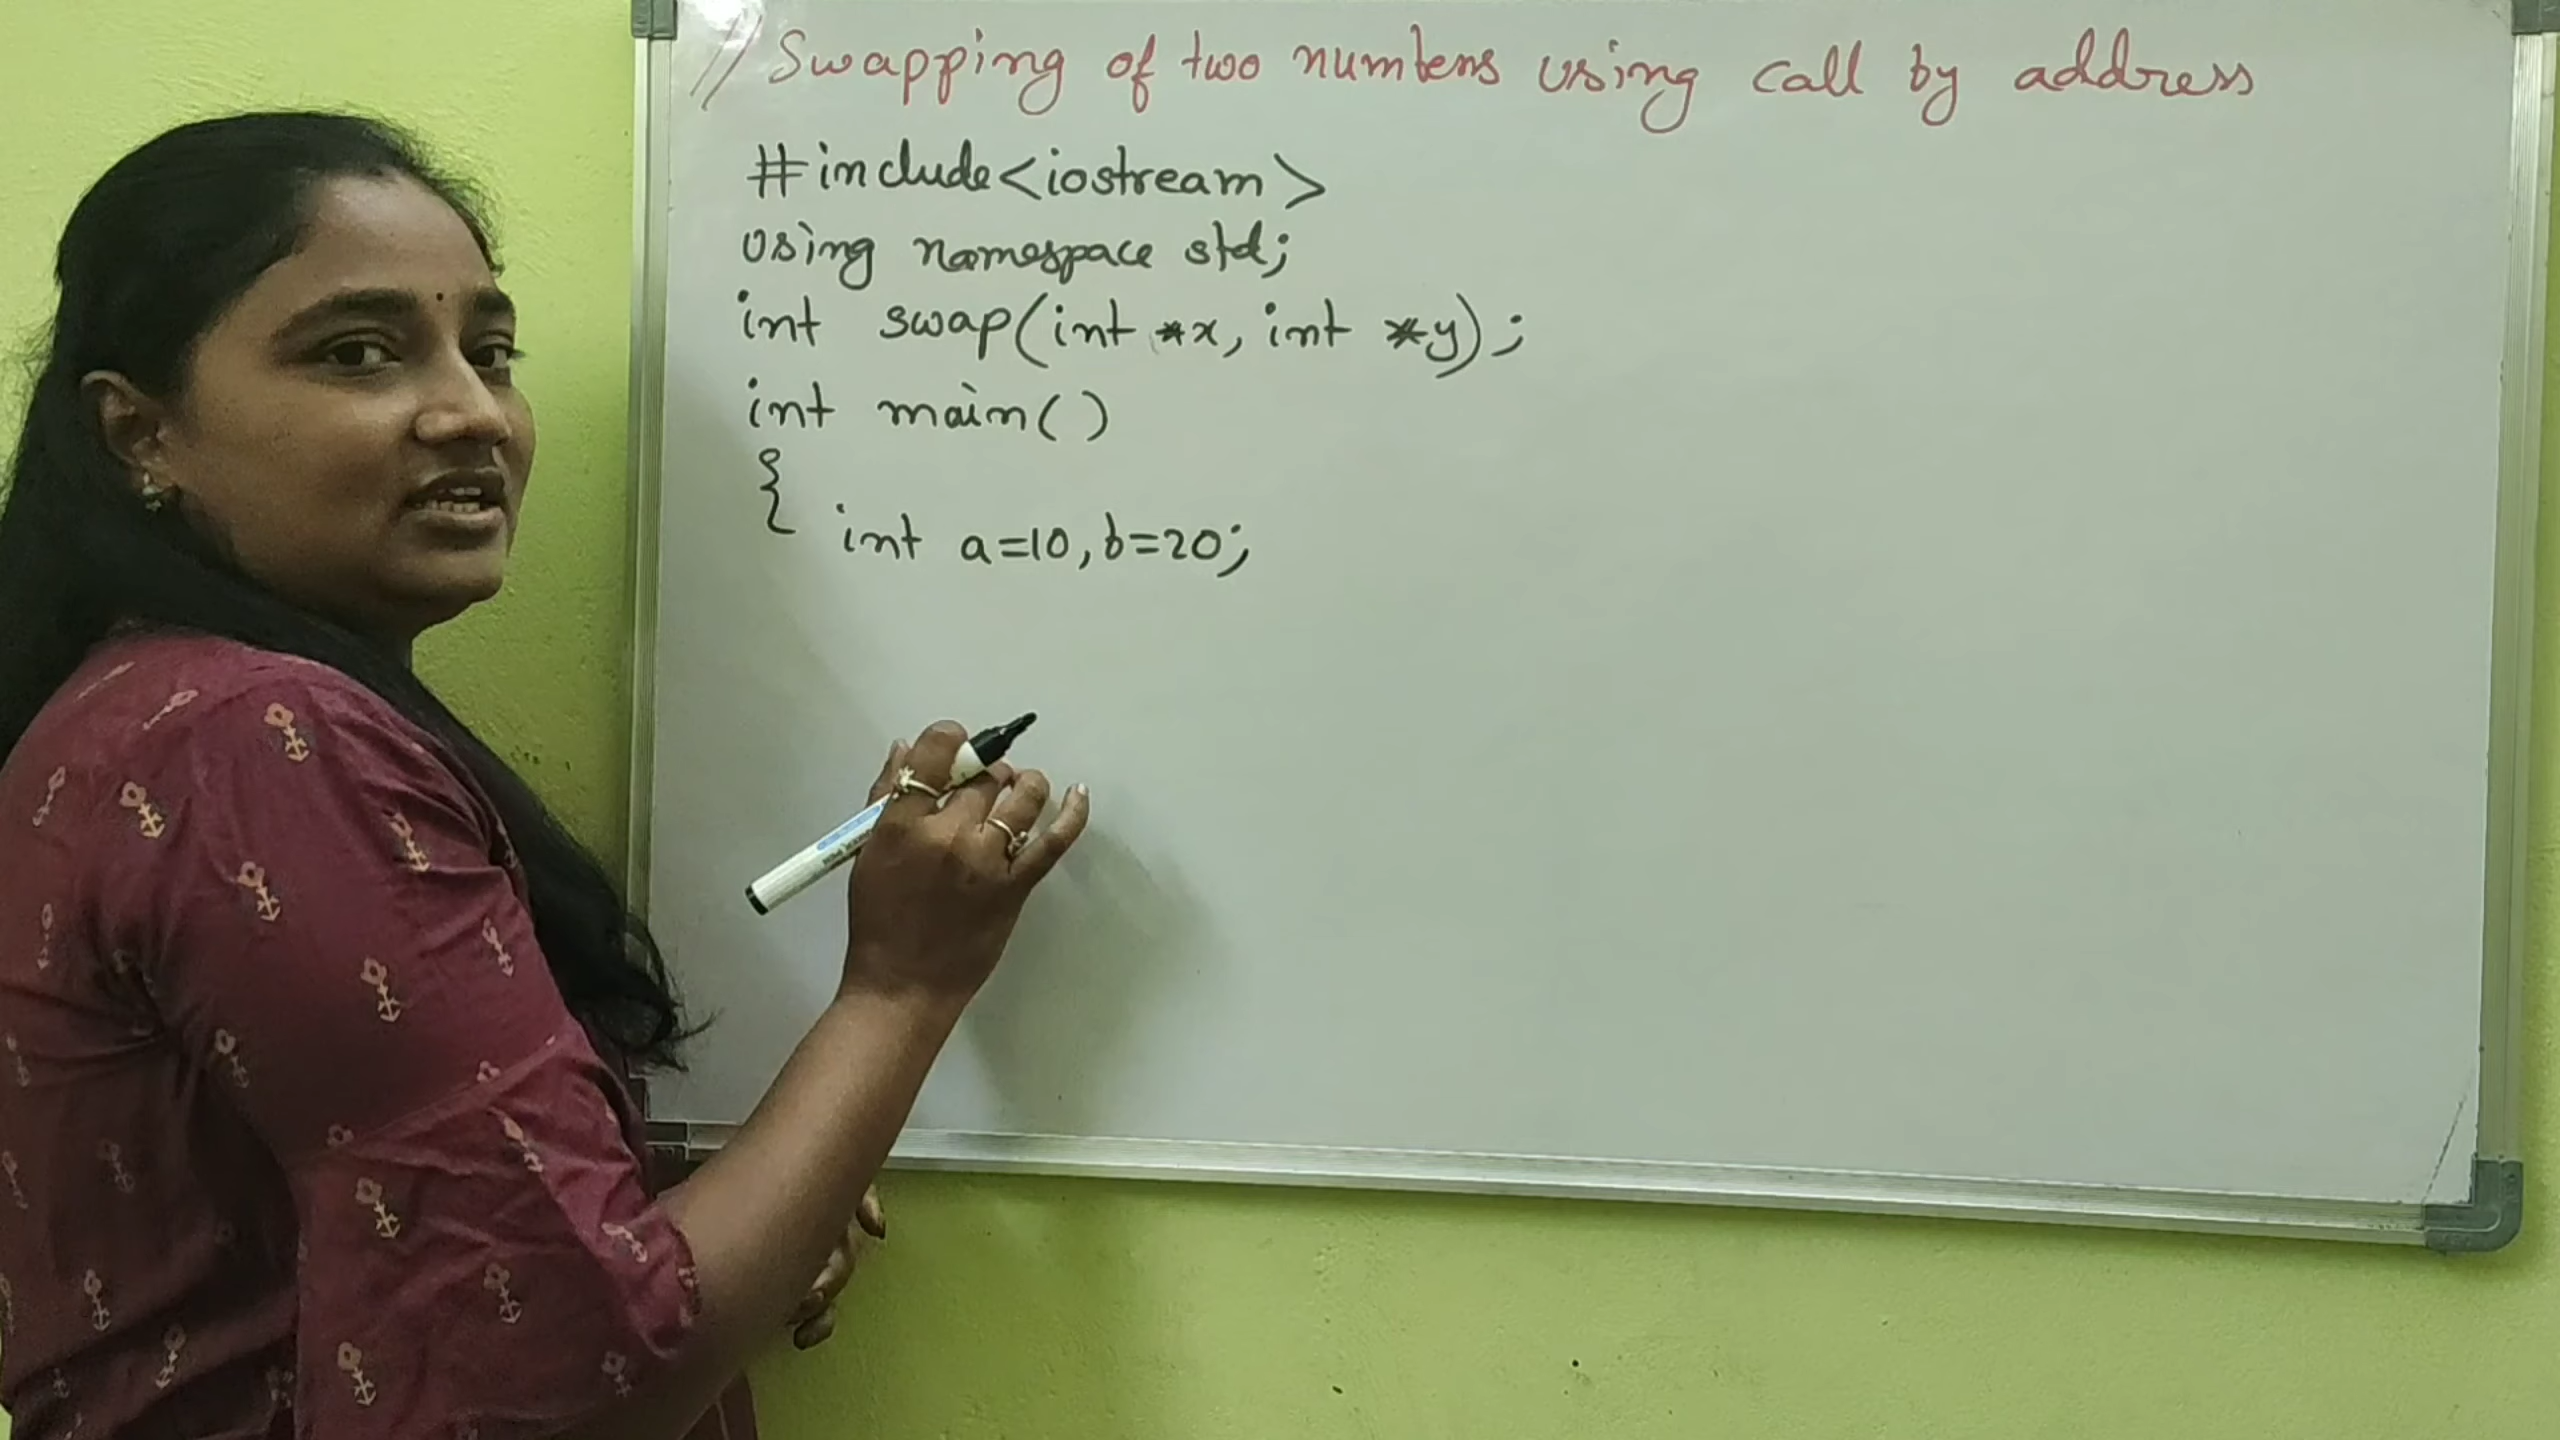 // Swapping of two numbers using call by address
#include<iostream>
using namespace std;
int swap(int *x, int *y);
int main()
{
int a=10, b=20;